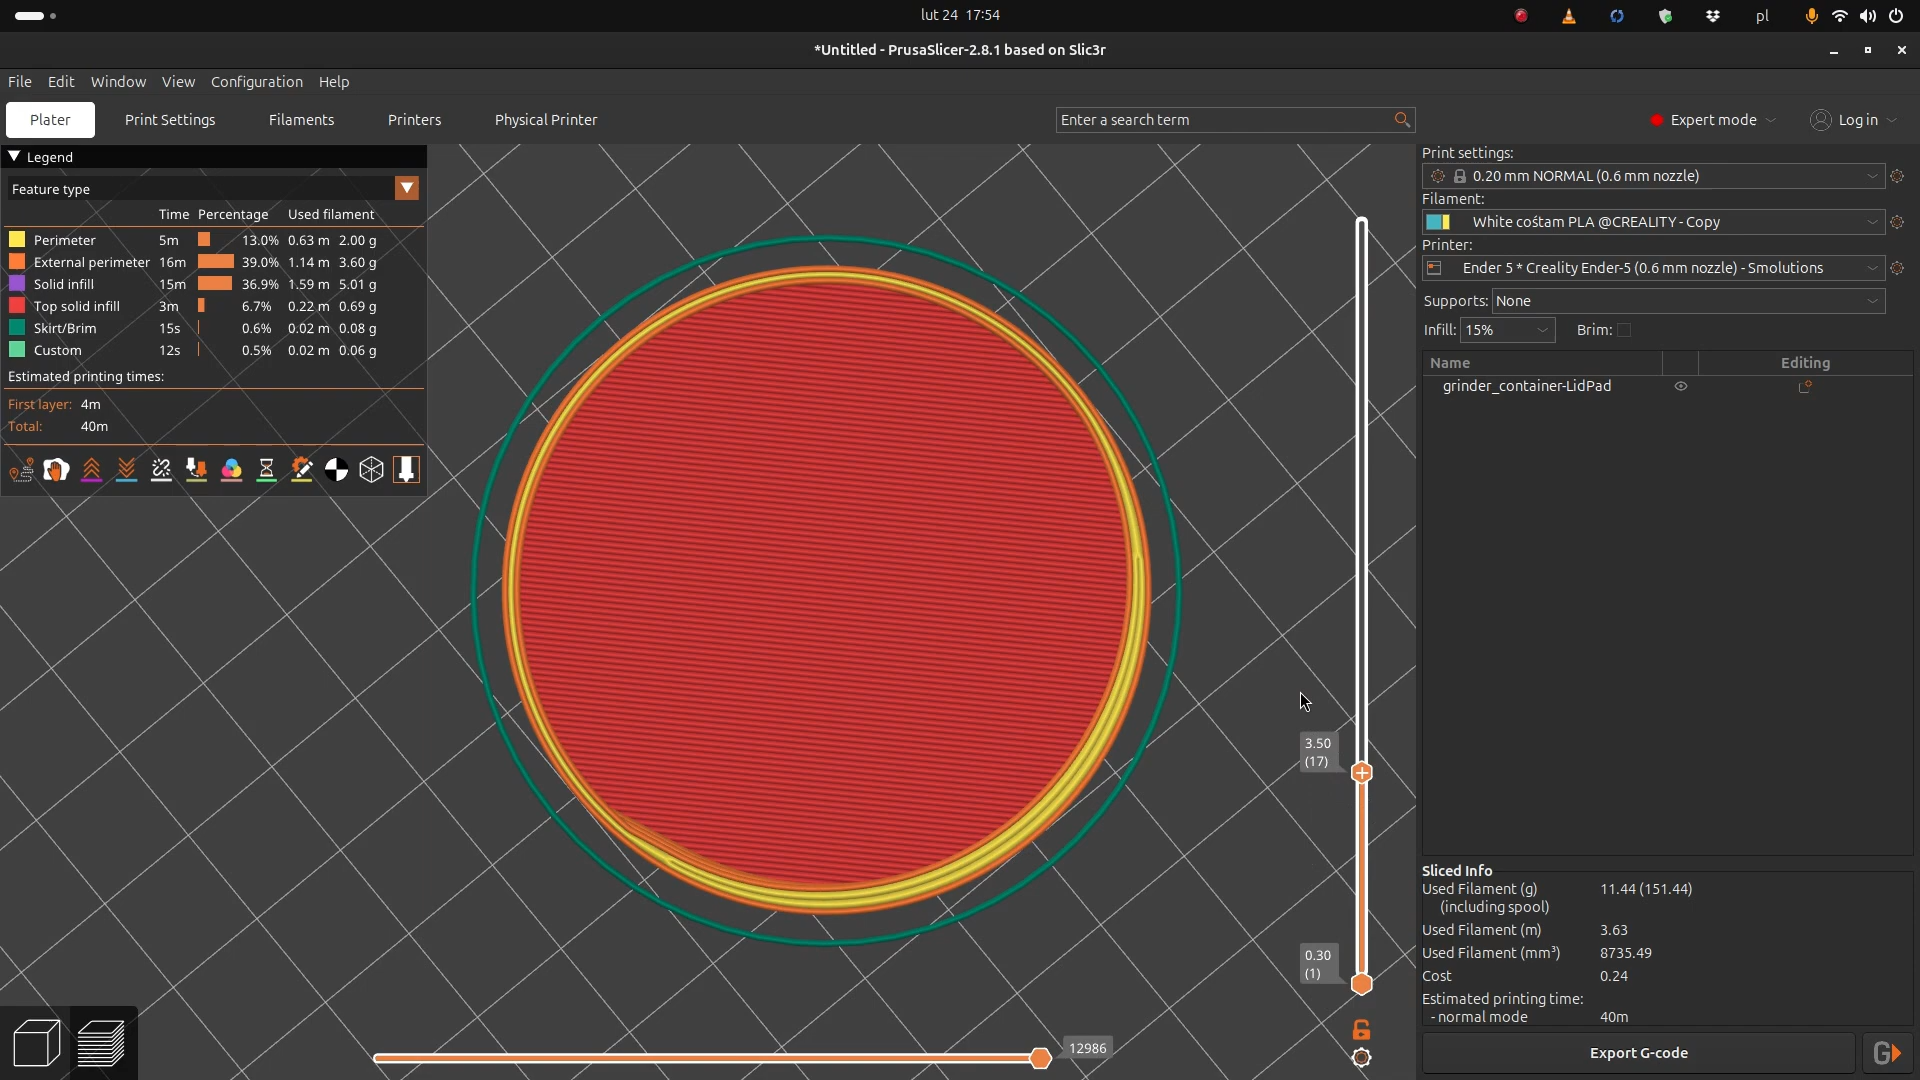 lut 24 17:54
pl
*Untitled - PrusaSlicer-2.8.1 based on Slic3r
File Edit Window View Configuration Help
Plater Print Settings Filaments Printers Physical Printer
Enter a search term
Expert mode
Log in
Legend
Feature type
Time Percentage Used filament
Perimeter 5m 13.0% 0.63 m 2.00 g
External perimeter 16m 39.0% 1.14 m 3.60 g
Solid infill 15m 36.9% 1.59 m 5.01 g
Top solid infill 3m 6.7% 0.22 m 0.69 g
Skirt/Brim 15s 0.6% 0.02 m 0.08 g
Custom 12s 0.5% 0.02 m 0.06 g
Estimated printing times:
First layer: 4m
Total: 40m
3.50
(17)
0.30
(1)
12986
Print settings:
0.20 mm NORMAL (0.6 mm nozzle)
Filament:
White cośtam PLA @CREALITY - Copy
Printer:
Ender 5 * Creality Ender-5 (0.6 mm nozzle) - Smolutions
Supports: None
Infill: 15% Brim:
Name Editing
grinder_container-LidPad
Sliced Info
Used Filament (g) 11.44 (151.44)
(including spool)
Used Filament (m) 3.63
Used Filament (mm³) 8735.49
Cost 0.24
Estimated printing time:
- normal mode 40m
Export G-code
G